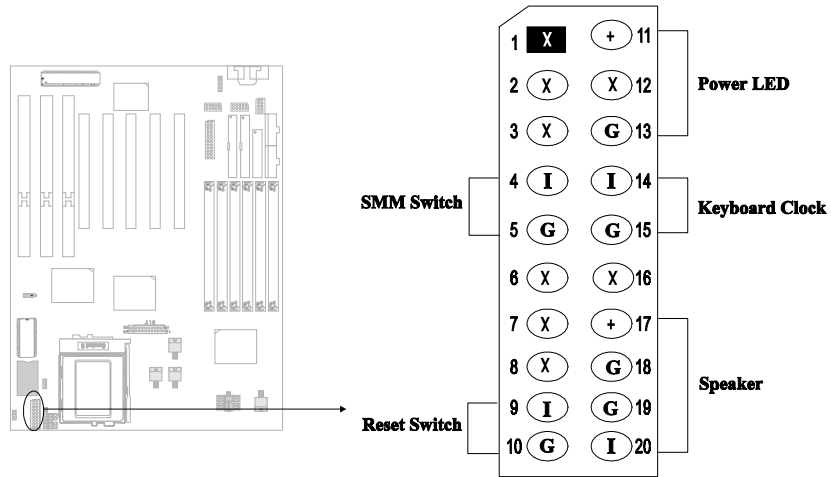 1 X + 11
2 X X 12
Power LED
3 X G 13
4 I I 14
SMM Switch
Keyboard Clock
5 G G 15
6 X X 16
7 X + 17
8 X G 18
Speaker
9 I G 19
Reset Switch
10 G I 20
J18